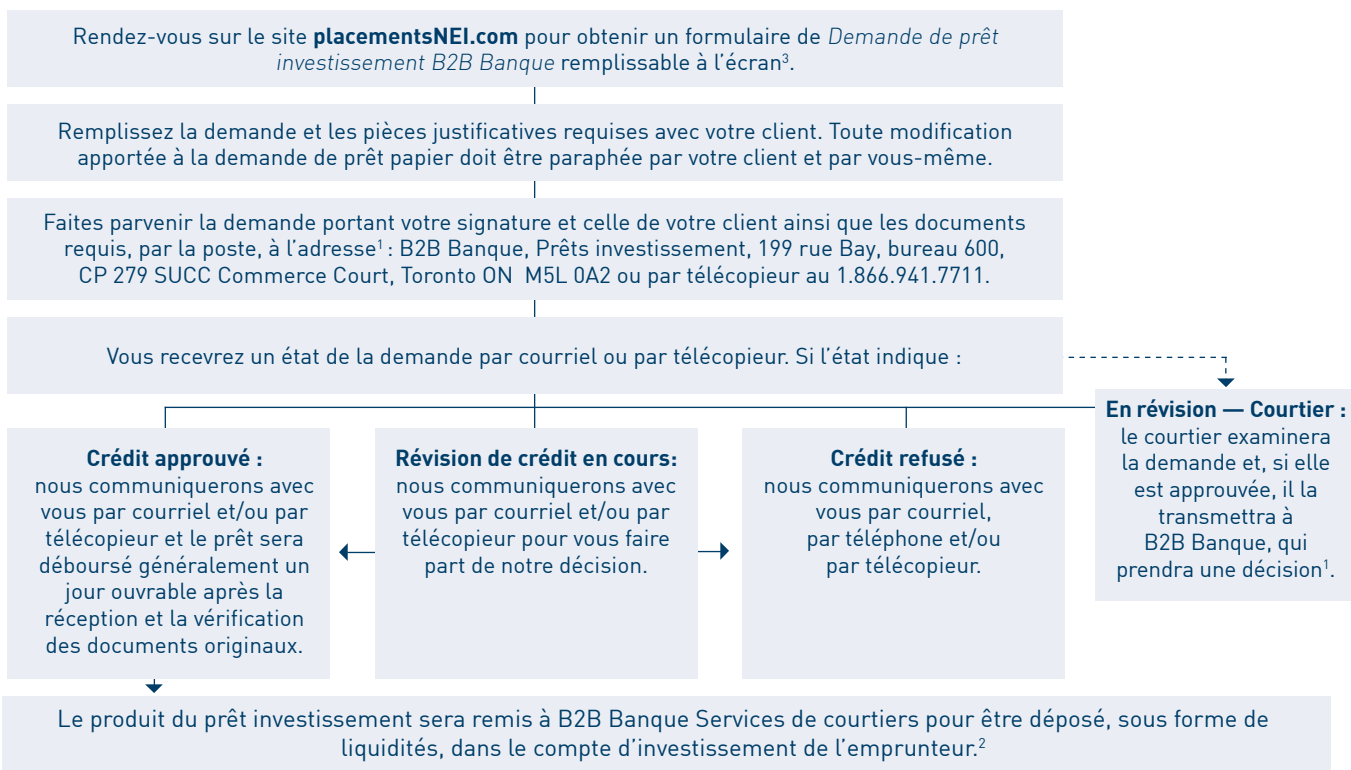 Rendez-vous sur le site placementsNEI.com pour obtenir un formulaire de Demande de prêt
investissement B2B Banque remplissable à l’écran³.
Remplissez la demande et les pièces justificatives requises avec votre client. Toute modification
apportée à la demande de prêt papier doit être paraphée par votre client et par vous-même.
Faites parvenir la demande portant votre signature et celle de votre client ainsi que les documents
requis, par la poste, à l’adresse¹ : B2B Banque, Prêts investissement, 199 rue Bay, bureau 600,
CP 279 SUCC Commerce Court, Toronto ON  M5L 0A2 ou par télécopieur au 1.866.941.7711.
Vous recevrez un état de la demande par courriel ou par télécopieur. Si l’état indique :
Crédit approuvé :
nous communiquerons avec
vous par courriel et/ou par
télécopieur et le prêt sera
déboursé généralement un
jour ouvrable après la
réception et la vérification
des documents originaux.
Révision de crédit en cours:
nous communiquerons avec
vous par courriel et/ou par
télécopieur pour vous faire
part de notre décision.
Crédit refusé :
nous communiquerons avec
vous par courriel,
par téléphone et/ou
par télécopieur.
En révision — Courtier :
le courtier examinera
la demande et, si elle
est approuvée, il la
transmettra à
B2B Banque, qui
prendra une décision¹.
Le produit du prêt investissement sera remis à B2B Banque Services de courtiers pour être déposé, sous forme de
liquidités, dans le compte d’investissement de l’emprunteur.²